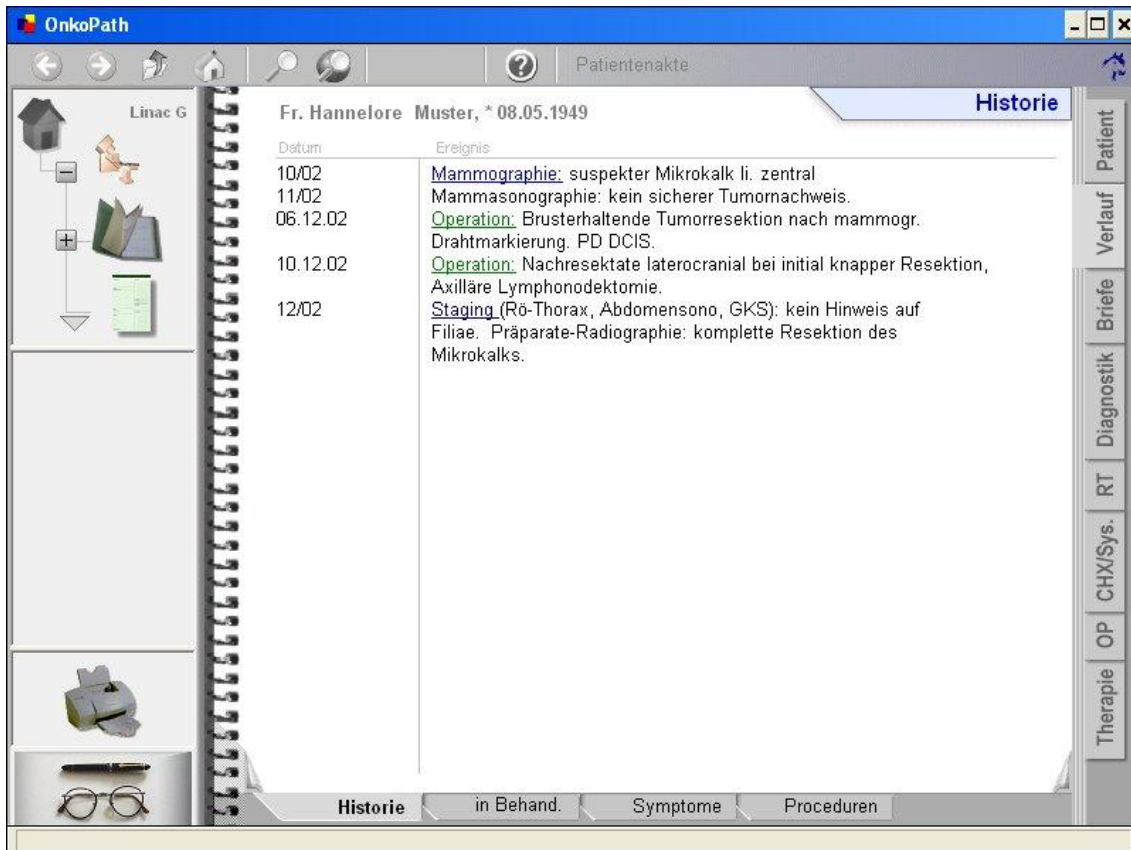 OnkoPath
Patientenakte
Linac G
Historie
Fr. Hannelore Muster, * 08.05.1949
Datum Ereignis
10/02 Mammographie: suspekter Mikrokalk li. zentral
11/02 Mammasonographie: kein sicherer Tumornachweis.
06.12.02 Operation: Brusterhaltende Tumorresektion nach mammogr.
Drahtmarkierung. PD DCIS.
10.12.02 Operation: Nachresektate laterocranial bei initial knapper Resektion,
Axilläre Lymphonodektomie.
12/02 Staging (Rö-Thorax, Abdomensono, GKS): kein Hinweis auf
Filiae. Präparate-Radiographie: komplette Resektion des
Mikrokalks.
Patient
Verlauf
Briefe
Diagnostik
RT
CHX/Sys.
OP
Therapie
Historie in Behand. Symptome Proceduren